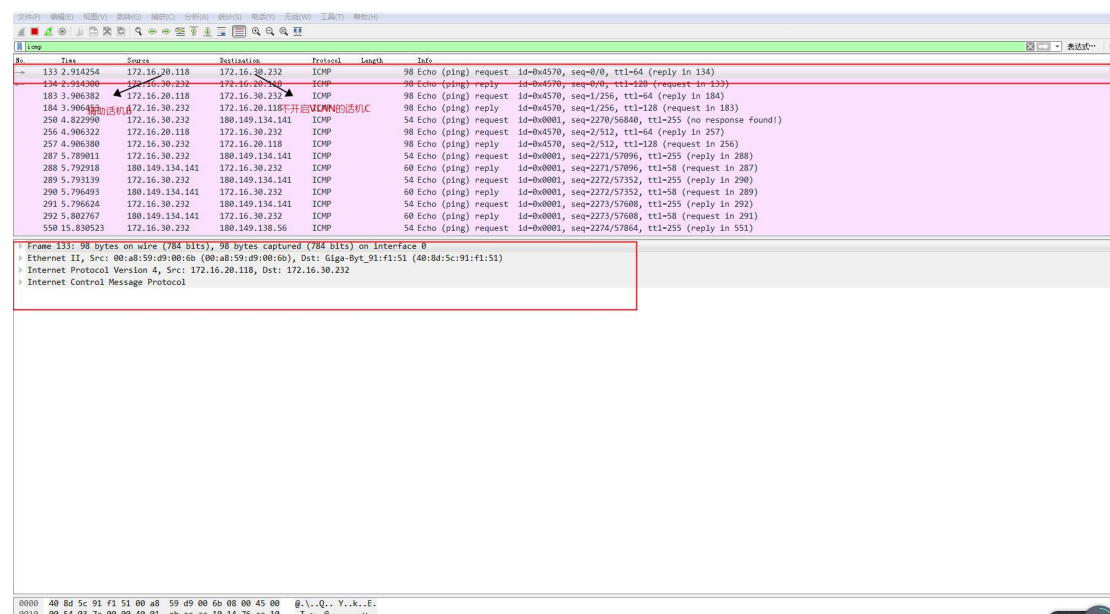 文件(F) 编辑(E) 视图(V) 跳转(G) 捕获(C) 分析(A) 统计(S) 电话(Y) 无线(W) 工具(T) 帮助(H)
icmp 表达式…
No. Time Source Destination Protocol Length Info
133 2.914254 172.16.20.118 172.16.30.232 ICMP 98 Echo (ping) request id=0x4570, seq=0/0, ttl=64 (reply in 134)
134 2.914300 172.16.30.232 172.16.20.118 ICMP 98 Echo (ping) reply id=0x4570, seq=0/0, ttl=128 (request in 133)
183 3.906382 172.16.20.118 172.16.30.232 ICMP 98 Echo (ping) request id=0x4570, seq=1/256, ttl=64 (reply in 184)
辅助话机B 不开启VLAN的话机C
184 3.906453 172.16.30.232 172.16.20.118 ICMP 98 Echo (ping) reply id=0x4570, seq=1/256, ttl=128 (request in 183)
250 4.822990 172.16.30.232 180.149.134.141 ICMP 54 Echo (ping) request id=0x0001, seq=2270/56840, ttl=255 (no response found!)
256 4.906322 172.16.20.118 172.16.30.232 ICMP 98 Echo (ping) request id=0x4570, seq=2/512, ttl=64 (reply in 257)
257 4.906380 172.16.30.232 172.16.20.118 ICMP 98 Echo (ping) reply id=0x4570, seq=2/512, ttl=128 (request in 256)
287 5.789011 172.16.30.232 180.149.134.141 ICMP 54 Echo (ping) request id=0x0001, seq=2271/57096, ttl=255 (reply in 288)
288 5.792918 180.149.134.141 172.16.30.232 ICMP 60 Echo (ping) reply id=0x0001, seq=2271/57096, ttl=58 (request in 287)
289 5.793139 172.16.30.232 180.149.134.141 ICMP 54 Echo (ping) request id=0x0001, seq=2272/57352, ttl=255 (reply in 290)
290 5.796493 180.149.134.141 172.16.30.232 ICMP 60 Echo (ping) reply id=0x0001, seq=2272/57352, ttl=58 (request in 289)
291 5.796624 172.16.30.232 180.149.134.141 ICMP 54 Echo (ping) request id=0x0001, seq=2273/57608, ttl=255 (reply in 292)
292 5.802767 180.149.134.141 172.16.30.232 ICMP 60 Echo (ping) reply id=0x0001, seq=2273/57608, ttl=58 (request in 291)
550 15.830523 172.16.30.232 180.149.138.56 ICMP 54 Echo (ping) request id=0x0001, seq=2274/57864, ttl=255 (reply in 551)
Frame 133: 98 bytes on wire (784 bits), 98 bytes captured (784 bits) on interface 0
Ethernet II, Src: 00:a8:59:d9:00:6b (00:a8:59:d9:00:6b), Dst: Giga-Byt_91:f1:51 (40:8d:5c:91:f1:51)
Internet Protocol Version 4, Src: 172.16.20.118, Dst: 172.16.30.232
Internet Control Message Protocol
0000 40 8d 5c 91 f1 51 00 a8 59 d9 00 6b 08 00 45 00 @.\..Q.. Y..k..E.